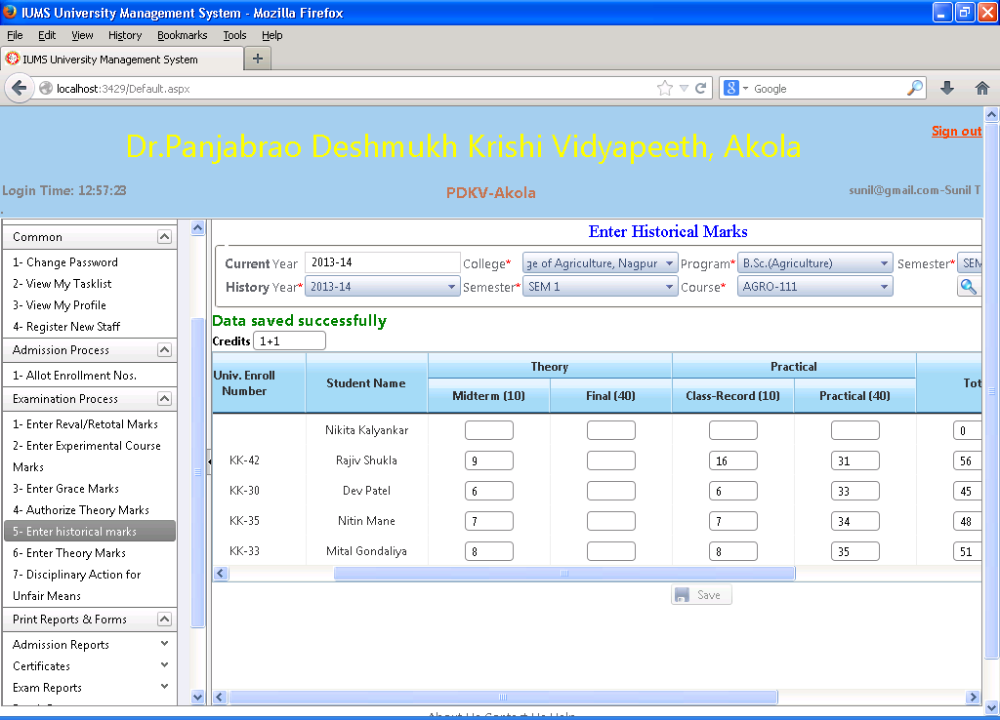 IUMS University Management System - Mozilla Firefox
File Edit View History Bookmarks Tools Help
IUMS University Management System
localhost:3429/Default.aspx
Google
Sign out
Dr.Panjabrao Deshmukh Krishi Vidyapeeth, Akola
Login Time: 12:57:23
PDKV-Akola
sunil@gmail.com-Sunil T
Common
1- Change Password
2- View My Tasklist
3- View My Profile
4- Register New Staff
Admission Process
1- Allot Enrollment Nos.
Examination Process
1- Enter Reval/Retotal Marks
2- Enter Experimental Course
Marks
3- Enter Grace Marks
4- Authorize Theory Marks
5- Enter historical marks
6- Enter Theory Marks
7- Disciplinary Action for
Unfair Means
Print Reports & Forms
Admission Reports
Certificates
Exam Reports
Enter Historical Marks
Current Year 2013-14 College* ge of Agriculture, Nagpur Program* B.Sc.(Agriculture) Semester* SEM
History Year* 2013-14 Semester* SEM 1 Course* AGRO-111
Data saved successfully
Credits 1+1
Univ. Enroll Number Student Name Theory Practical Tot
Midterm (10) Final (40) Class-Record (10) Practical (40)
Nikita Kalyankar 0
KK-42 Rajiv Shukla 9 16 31 56
KK-30 Dev Patel 6 6 33 45
KK-35 Nitin Mane 7 7 34 48
KK-33 Mital Gondaliya 8 8 35 51
Save
About Us Contact Us Help